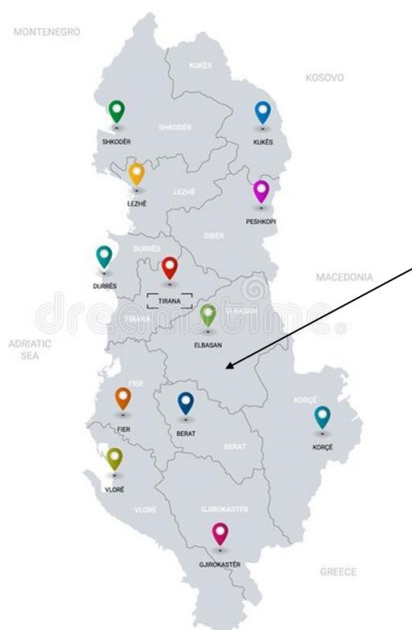 MONTENEGRO
KUKËS
KOSOVO
SHKODËR
SHKODËR
KUKËS
LEZHË
LEZHË
PESHKOPI
DIBËR
DURRËS
DURRËS
MACEDONIA
TIRANA
ELBASAN
TIRANA
dreamstime.
ELBASAN
ADRIATIC
SEA
FIER
KORÇË
FIER
BERAT
BERAT
KORÇË
VLORË
VLORË
GJIROKASTËR
GJIROKASTËR
GREECE